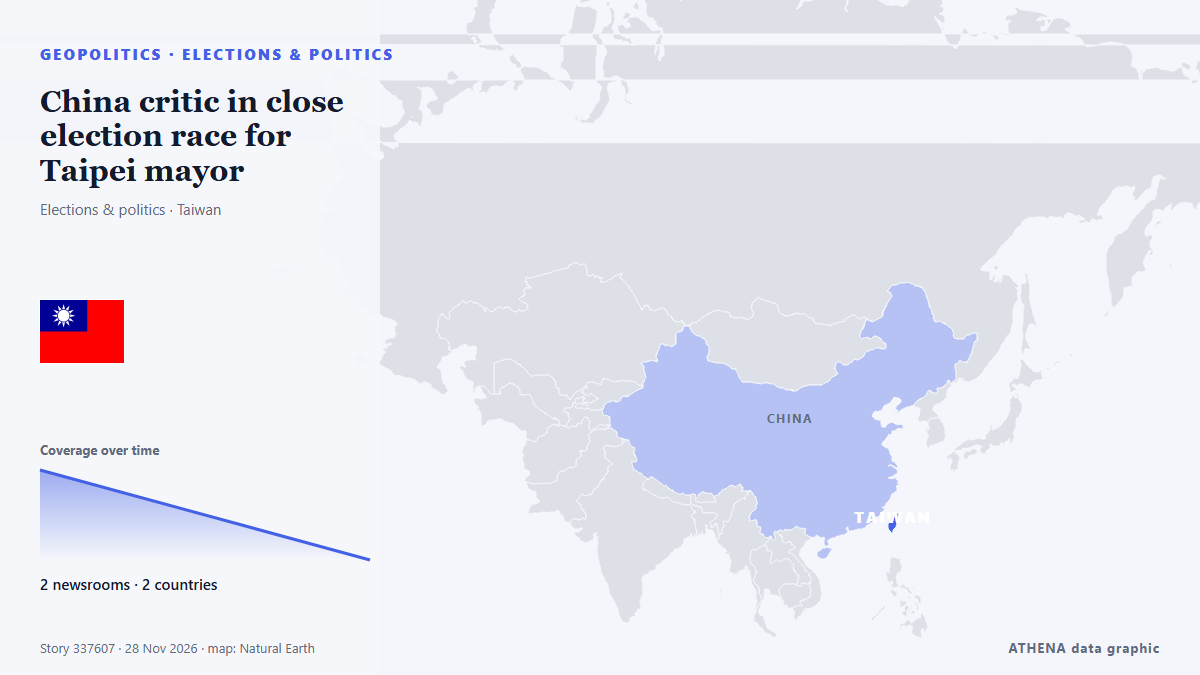 GEOPOLITICS · ELECTIONS & POLITICS
China critic in close
election race for
Taipei mayor
Elections & politics · Taiwan
CHINA
TAIWAN
Coverage over time
2 newsrooms · 2 countries
Story 337607 · 28 Nov 2026 · map: Natural Earth
ATHENA data graphic